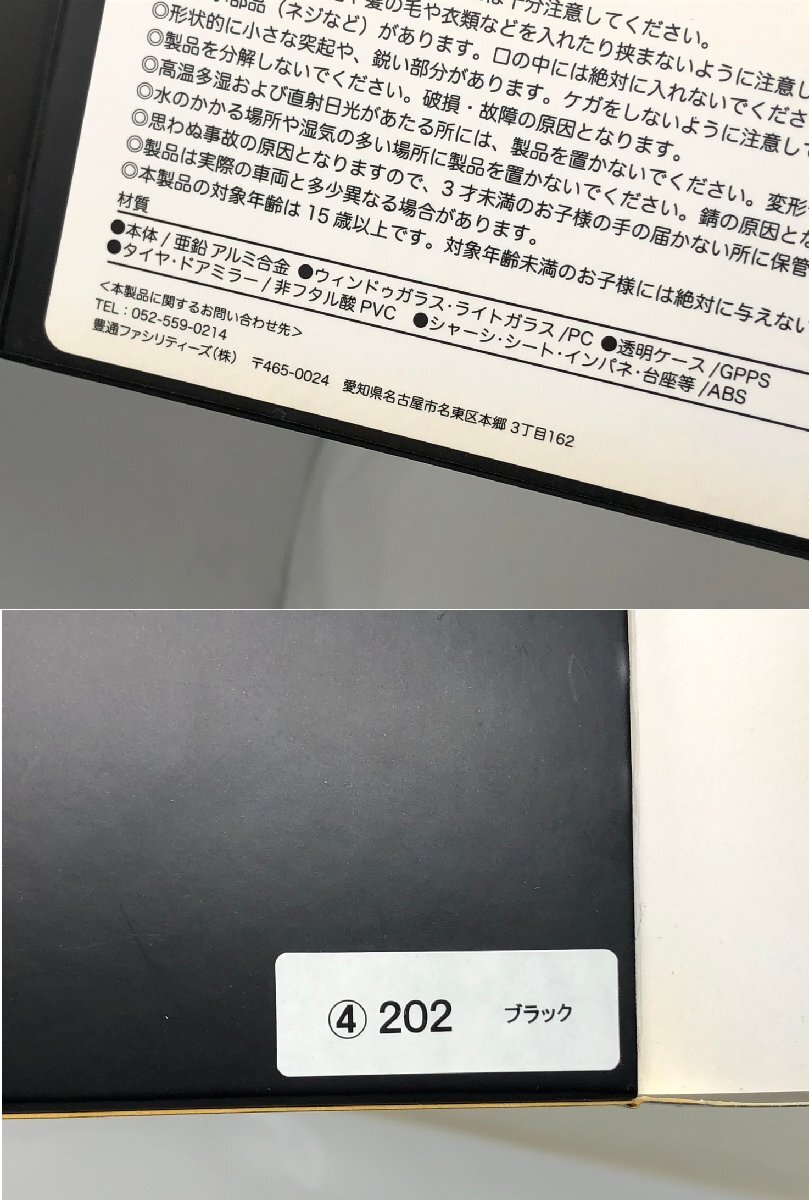 は十分注意してください。
や髪の毛や衣類などを入れたり挟まないように注意し
部品（ネジなど）があります。口の中には絶対に入れないでくださ
◎形状的に小さな突起や、鋭い部分があります。ケガをしないように注意して
◎製品を分解しないでください。破損・故障の原因となります。
◎高温多湿および直射日光があたる所には、製品を置かないでください。変形
◎水のかかる場所や湿気の多い場所に製品を置かないでください。錆の原因とな
◎思わぬ事故の原因となりますので、3才未満のお子様の手の届かない所に保管
◎製品は実際の車両と多少異なる場合があります。
◎本製品の対象年齢は15歳以上です。対象年齢未満のお子様には絶対に与えない
材質
●本体/亜鉛 アルミ合金 ●ウィンドゥガラス・ライトガラス/PC ●透明ケース/GPPS
●タイヤ・ドアミラー/非フタル酸PVC ●シャーシ・シート・インパネ・台座等/ABS
<本製品に関するお問い合わせ先>
TEL：052-559-0214
豊通ファシリティーズ(株) 〒465-0024 愛知県名古屋市名東区本郷 3丁目162
④ 202 ブラック